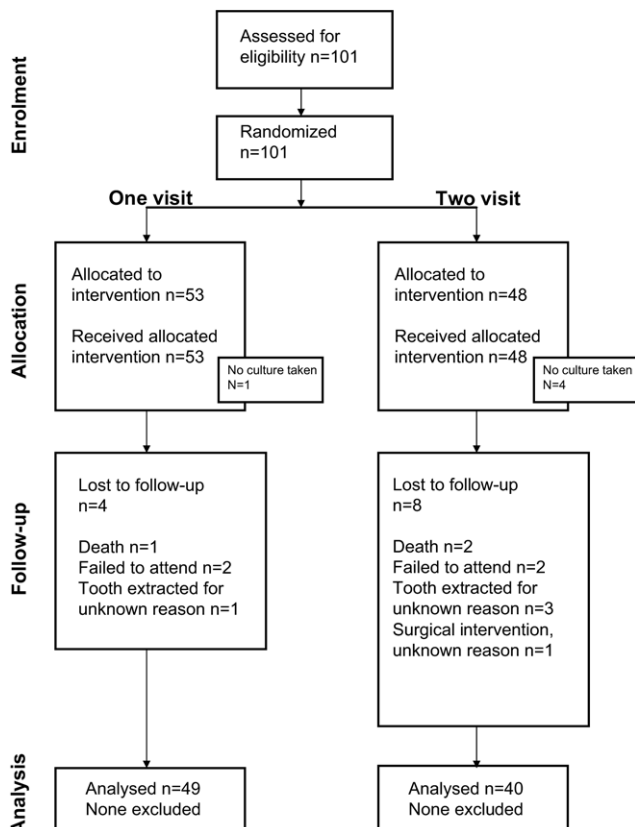 Enrolment
Assessed for
eligibility n=101
Randomized
n=101
One visit
Two visit
Allocation
Allocated to
intervention n=53
Received allocated
intervention n=53
No culture taken
N=1
Allocated to
intervention n=48
Received allocated
intervention n=48
No culture taken
N=4
Follow-up
Lost to follow-up
n=4
Death n=1
Failed to attend n=2
Tooth extracted for
unknown reason n=1
Lost to follow-up
n=8
Death n=2
Failed to attend n=2
Tooth extracted for
unknown reason n=3
Surgical intervention,
unknown reason n=1
Analysis
Analysed n=49
None excluded
Analysed n=40
None excluded